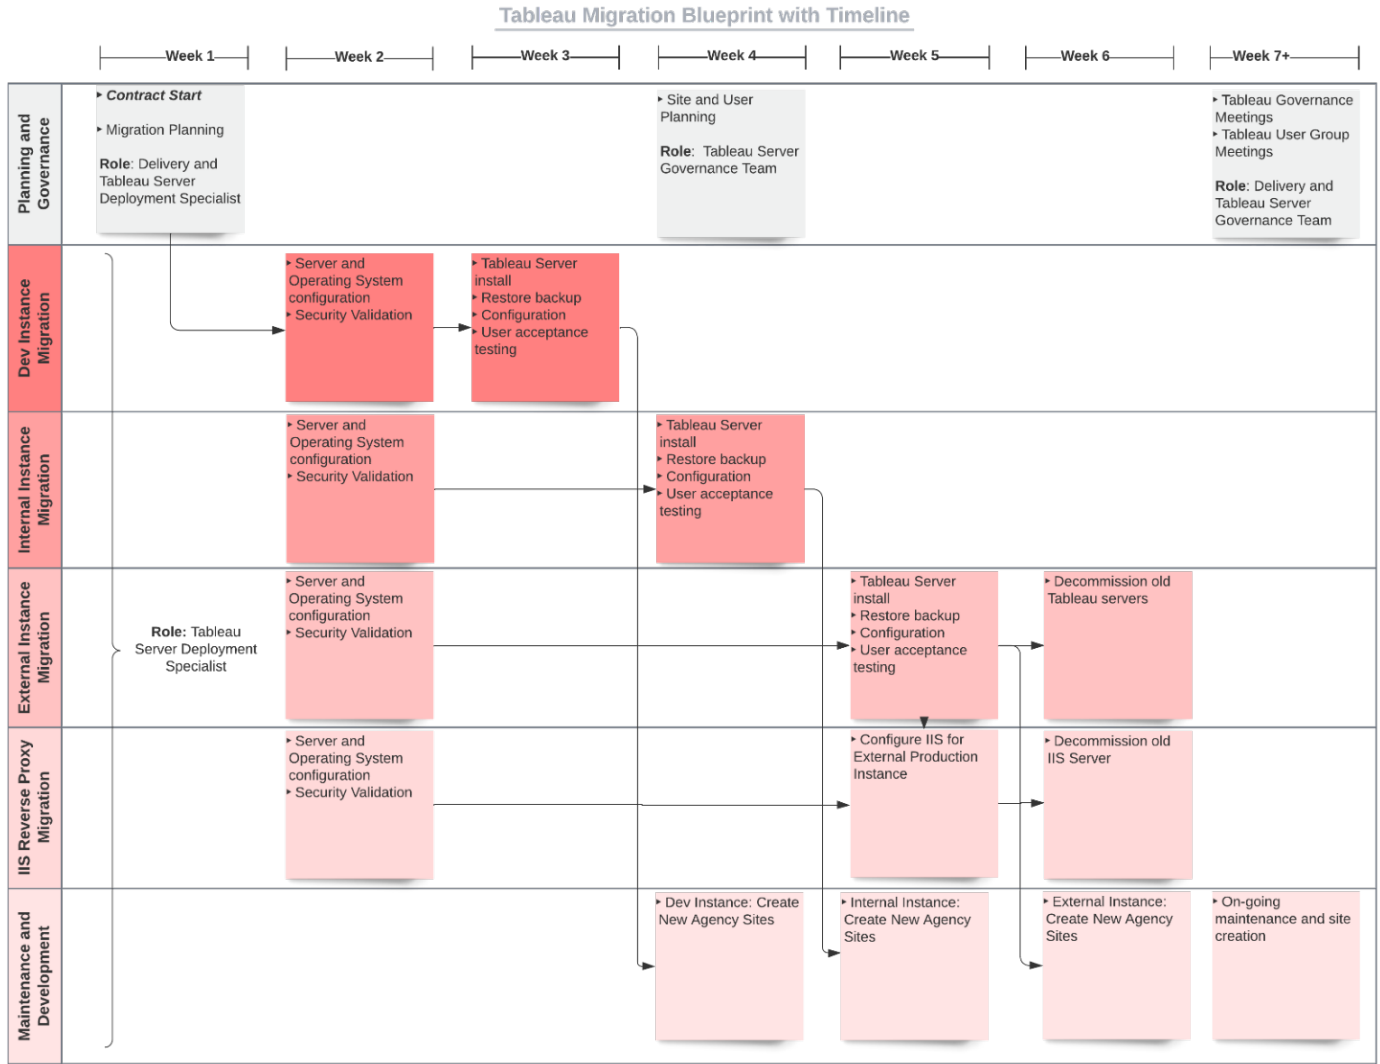 Tableau Migration Blueprint with Timeline
Week 1
Week 2
Week 3
Week 4
Week 5
Week 6
Week 7+
Planning and
Governance
Contract Start
Migration Planning
Role: Delivery and
Tableau Server
Deployment Specialist
Site and User
Planning
Role: Tableau Server
Governance Team
Tableau Governance
Meetings
Tableau User Group
Meetings
Role: Delivery and
Tableau Server
Governance Team
Dev Instance
Migration
Server and
Operating System
configuration
Security Validation
Tableau Server
install
Restore backup
Configuration
User acceptance
testing
Internal Instance
Migration
Server and
Operating System
configuration
Security Validation
Tableau Server
install
Restore backup
Configuration
User acceptance
testing
External Instance
Migration
Role: Tableau
Server Deployment
Specialist
Server and
Operating System
configuration
Security Validation
Tableau Server
install
Restore backup
Configuration
User acceptance
testing
Decommission old
Tableau servers
IIS Reverse Proxy
Migration
Server and
Operating System
configuration
Security Validation
Configure IIS for
External Production
Instance
Decommission old
IIS Server
Maintenance and
Development
Dev Instance: Create
New Agency Sites
Internal Instance:
Create New Agency
Sites
External Instance:
Create New Agency
Sites
On-going
maintenance and site
creation